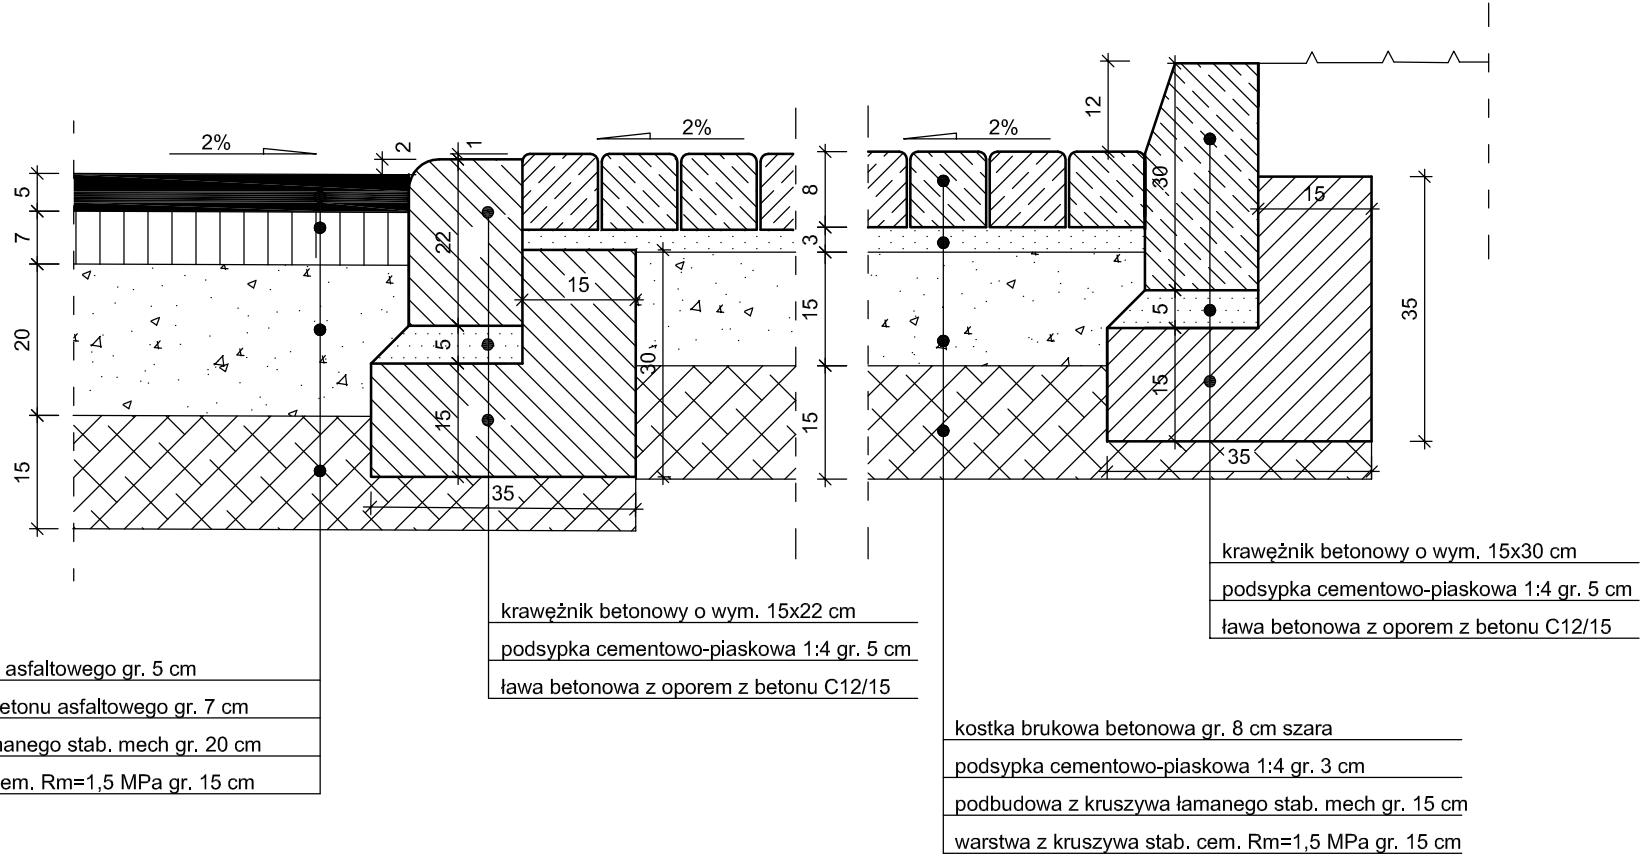 2%
2
1
2%
2%
12
5
7
20
15
22
5
15
15
30
35
8
3
15
15
30
5
15
15
35
35
krawężnik betonowy o wym. 15x30 cm
podsypka cementowo-piaskowa 1:4 gr. 5 cm
ława betonowa z oporem z betonu C12/15
krawężnik betonowy o wym. 15x22 cm
podsypka cementowo-piaskowa 1:4 gr. 5 cm
ława betonowa z oporem z betonu C12/15
asfaltowego gr. 5 cm
etonu asfaltowego gr. 7 cm
anego stab. mech gr. 20 cm
em. Rm=1,5 MPa gr. 15 cm
kostka brukowa betonowa gr. 8 cm szara
podsypka cementowo-piaskowa 1:4 gr. 3 cm
podbudowa z kruszywa łamanego stab. mech gr. 15 cm
warstwa z kruszywa stab. cem. Rm=1,5 MPa gr. 15 cm